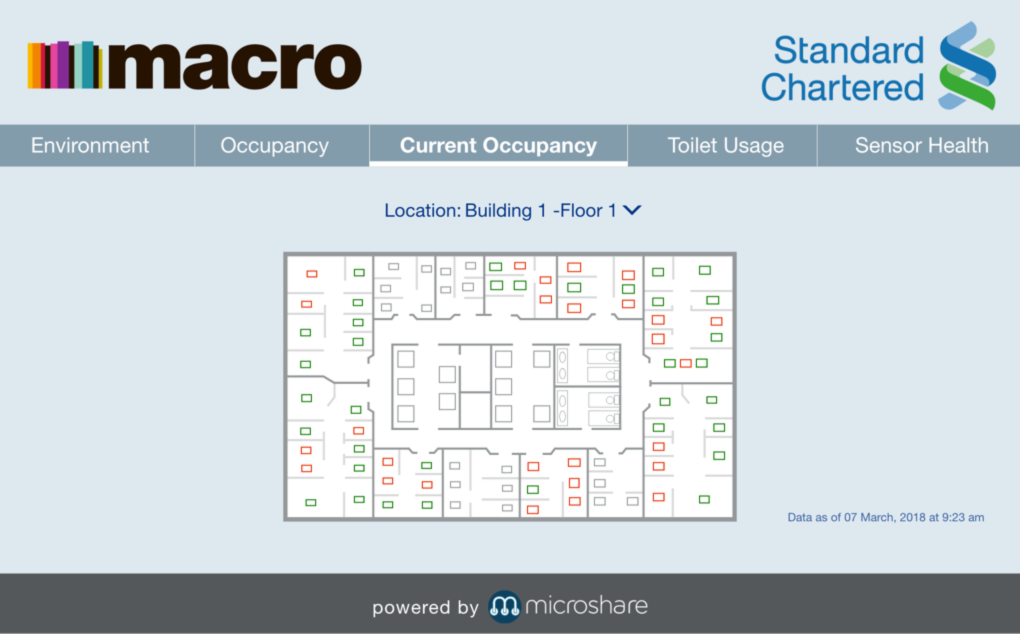 macro
Standard
Chartered
Environment
Occupancy
Current Occupancy
Toilet Usage
Sensor Health
Location: Building 1 -Floor 1
Data as of 07 March, 2018 at 9:23 am
powered by microshare